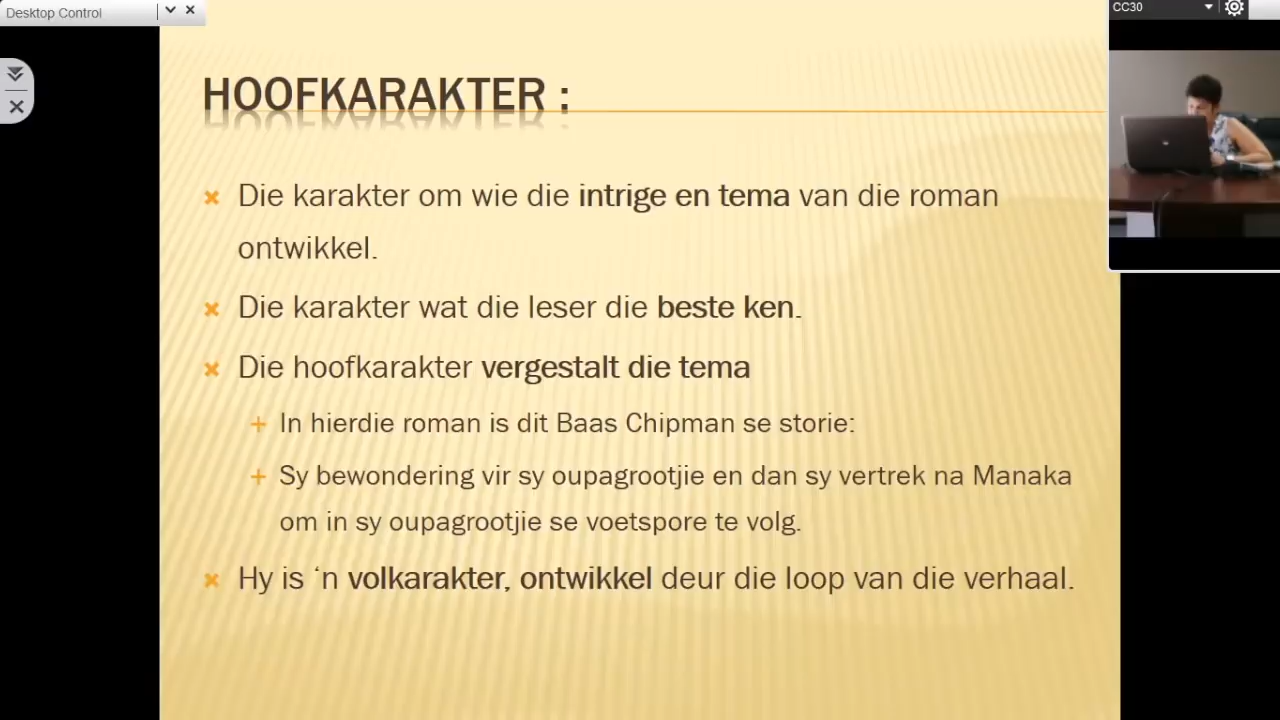 Desktop Control
CC30
HOOFKARAKTER :
Die karakter om wie die intrige en tema van die roman
ontwikkel.
Die karakter wat die leser die beste ken.
Die hoofkarakter vergestalt die tema
In hierdie roman is dit Baas Chipman se storie:
Sy bewondering vir sy oupagrootjie en dan sy vertrek na Manaka
om in sy oupagrootjie se voetspore te volg.
Hy is ‘n volkarakter, ontwikkel deur die loop van die verhaal.